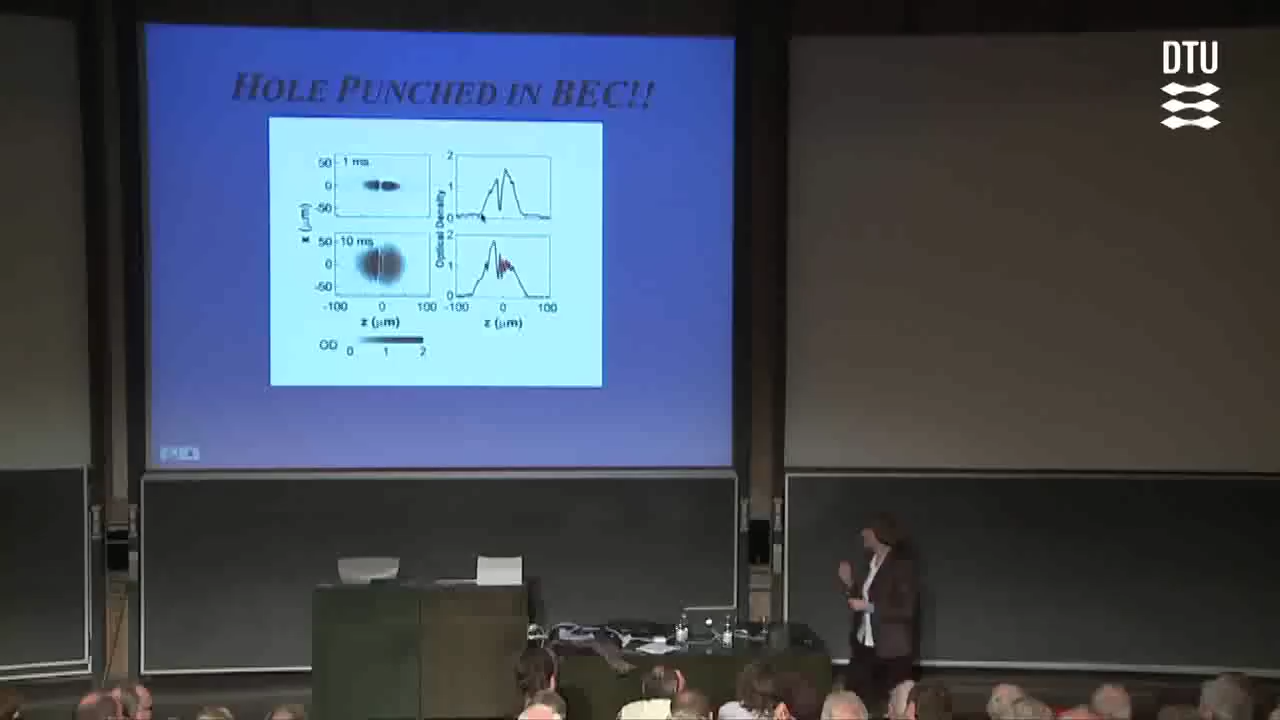 DTU
HOLE PUNCHED IN BEC!!
50
1 ms
0
-50
x (μm)
50
10 ms
0
-50
-100 0 100
z (μm)
OD
0 1 2
2
1
0
Optical Density
2
1
0
-100 0 100
z (μm)